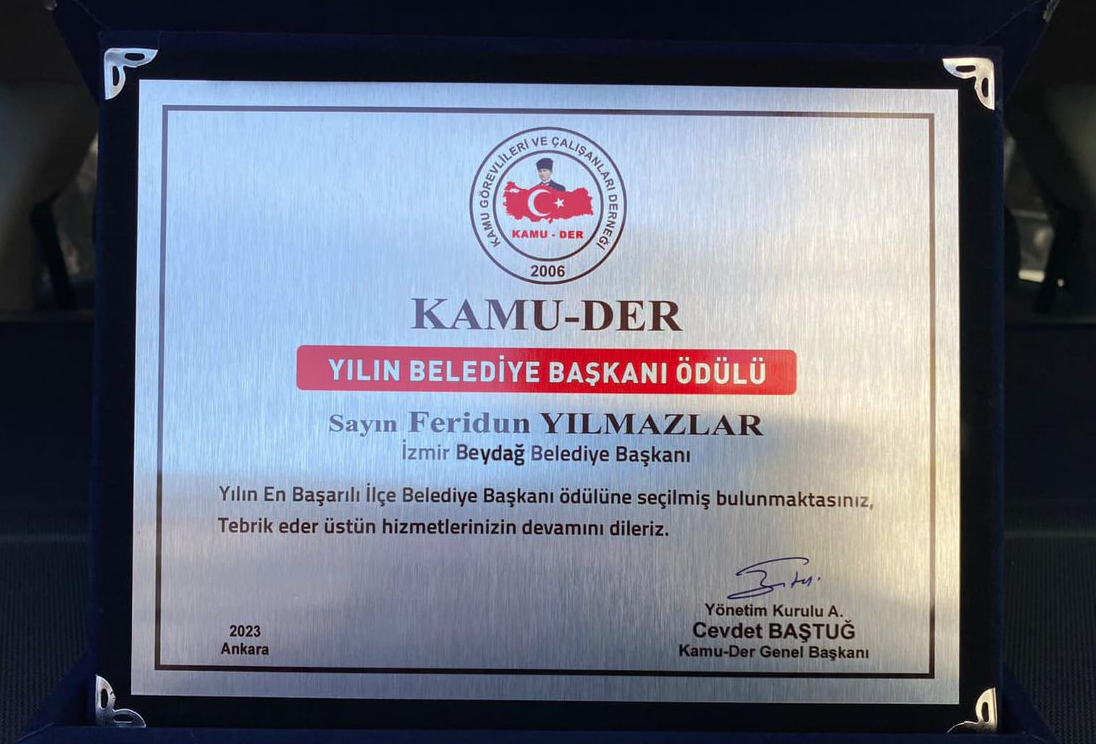 KAMU GÖREVLİLERİ VE ÇALIŞANLARI DERNEĞİ
KAMU - DER
2006
KAMU-DER
YILIN BELEDİYE BAŞKANI ÖDÜLÜ
Sayın Feridun YILMAZLAR
İzmir Beydağ Belediye Başkanı
Yılın En Başarılı İlçe Belediye Başkanı ödülüne seçilmiş bulunmaktasınız,
Tebrik eder üstün hizmetlerinizin devamını dileriz.
Yönetim Kurulu A.
Cevdet BAŞTUĞ
Kamu-Der Genel Başkanı
2023
Ankara